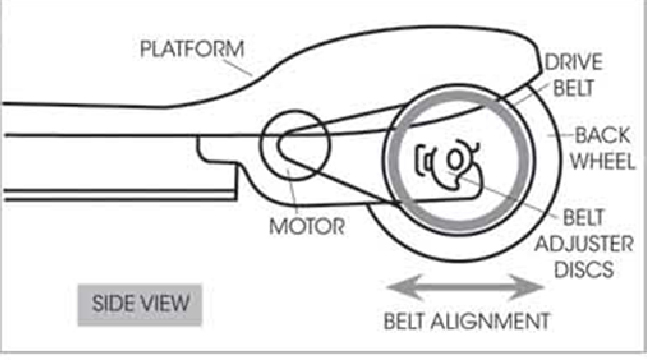 PLATFORM
DRIVE
BELT
BACK
WHEEL
MOTOR
BELT
ADJUSTER
DISCS
SIDE VIEW
BELT ALIGNMENT